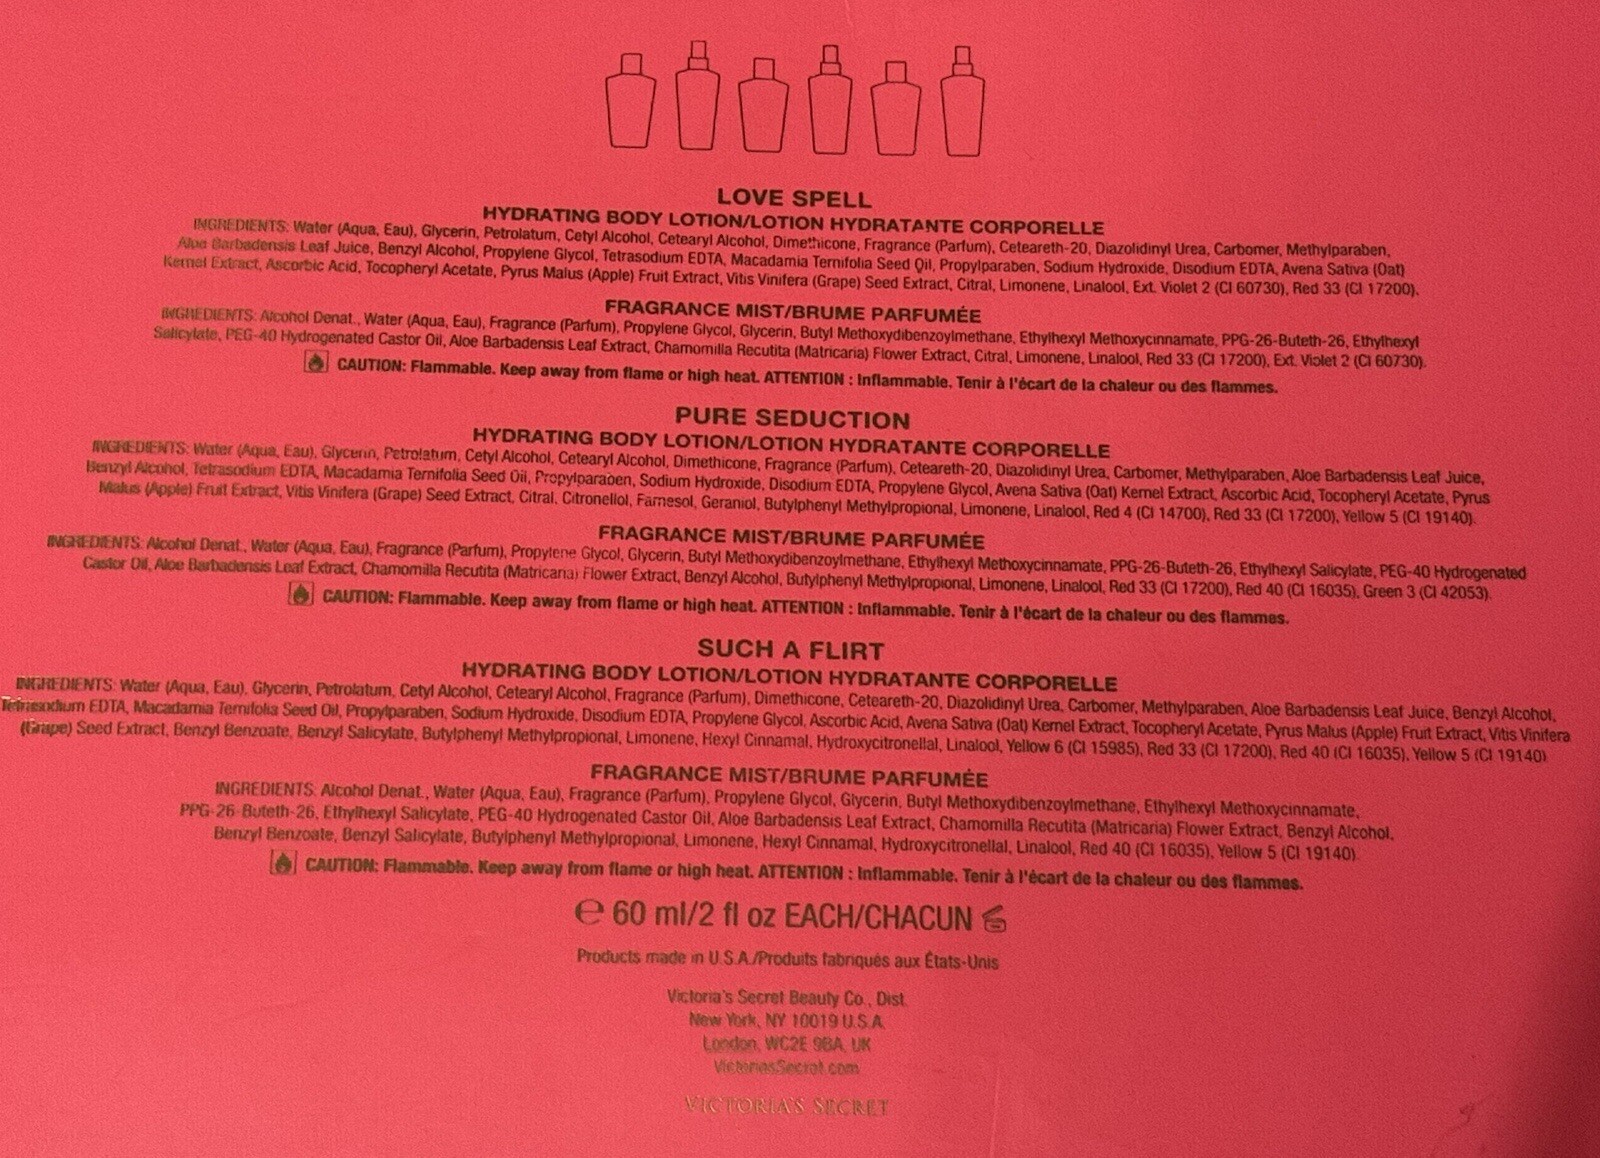 LOVE SPELL
HYDRATING BODY LOTION/LOTION HYDRATANTE CORPORELLE
INGREDIENTS: Water (Aqua, Eau), Glycerin, Petrolatum, Cetyl Alcohol, Cetearyl Alcohol, Dimethicone, Fragrance (Parfum), Ceteareth-20, Diazolidinyl Urea, Carbomer, Methylparaben,
Aloe Barbadensis Leaf Juice, Benzyl Alcohol, Propylene Glycol, Tetrasodium EDTA, Macadamia Ternifolia Seed Oil, Propylparaben, Sodium Hydroxide, Disodium EDTA, Avena Sativa (Oat)
Kernel Extract, Ascorbic Acid, Tocopheryl Acetate, Pyrus Malus (Apple) Fruit Extract, Vitis Vinifera (Grape) Seed Extract, Citral, Limonene, Linalool, Ext. Violet 2 (CI 60730), Red 33 (CI 17200).
FRAGRANCE MIST/BRUME PARFUMÉE
INGREDIENTS: Alcohol Denat., Water (Aqua, Eau), Fragrance (Parfum), Propylene Glycol, Glycerin, Butyl Methoxydibenzoylmethane, Ethylhexyl Methoxycinnamate, PPG-26-Buteth-26, Ethylhexyl
Salicylate, PEG-40 Hydrogenated Castor Oil, Aloe Barbadensis Leaf Extract, Chamomilla Recutita (Matricaria) Flower Extract, Citral, Limonene, Linalool, Red 33 (CI 17200), Ext. Violet 2 (CI 60730).
CAUTION: Flammable. Keep away from flame or high heat. ATTENTION : Inflammable. Tenir à l'écart de la chaleur ou des flammes.
PURE SEDUCTION
HYDRATING BODY LOTION/LOTION HYDRATANTE CORPORELLE
INGREDIENTS: Water (Aqua, Eau), Glycerin, Petrolatum, Cetyl Alcohol, Cetearyl Alcohol, Dimethicone, Fragrance (Parfum), Ceteareth-20, Diazolidinyl Urea, Carbomer, Methylparaben, Aloe Barbadensis Leaf Juice,
Benzyl Alcohol, Tetrasodium EDTA, Macadamia Ternifolia Seed Oil, Propylparaben, Sodium Hydroxide, Disodium EDTA, Propylene Glycol, Avena Sativa (Oat) Kernel Extract, Ascorbic Acid, Tocopheryl Acetate, Pyrus
Malus (Apple) Fruit Extract, Vitis Vinifera (Grape) Seed Extract, Citral, Citronellol, Farnesol, Geraniol, Butylphenyl Methylpropional, Limonene, Linalool, Red 4 (CI 14700), Red 33 (CI 17200), Yellow 5 (CI 19140).
FRAGRANCE MIST/BRUME PARFUMÉE
INGREDIENTS: Alcohol Denat., Water (Aqua, Eau), Fragrance (Parfum), Propylene Glycol, Glycerin, Butyl Methoxydibenzoylmethane, Ethylhexyl Methoxycinnamate, PPG-26-Buteth-26, Ethylhexyl Salicylate, PEG-40 Hydrogenated
Castor Oil, Aloe Barbadensis Leaf Extract, Chamomilla Recutita (Matricaria) Flower Extract, Benzyl Alcohol, Butylphenyl Methylpropional, Limonene, Linalool, Red 33 (CI 17200), Red 40 (CI 16035), Green 3 (CI 42053).
CAUTION: Flammable. Keep away from flame or high heat. ATTENTION : Inflammable. Tenir à l'écart de la chaleur ou des flammes.
SUCH A FLIRT
HYDRATING BODY LOTION/LOTION HYDRATANTE CORPORELLE
INGREDIENTS: Water (Aqua, Eau), Glycerin, Petrolatum, Cetyl Alcohol, Cetearyl Alcohol, Fragrance (Parfum), Dimethicone, Ceteareth-20, Diazolidinyl Urea, Carbomer, Methylparaben, Aloe Barbadensis Leaf Juice, Benzyl Alcohol,
Tetrasodium EDTA, Macadamia Ternifolia Seed Oil, Propylparaben, Sodium Hydroxide, Disodium EDTA, Propylene Glycol, Ascorbic Acid, Avena Sativa (Oat) Kernel Extract, Tocopheryl Acetate, Pyrus Malus (Apple) Fruit Extract, Vitis Vinifera
(Grape) Seed Extract, Benzyl Benzoate, Benzyl Salicylate, Butylphenyl Methylpropional, Limonene, Hexyl Cinnamal, Hydroxycitronellal, Linalool, Yellow 6 (CI 15985), Red 33 (CI 17200), Red 40 (CI 16035), Yellow 5 (CI 19140)
FRAGRANCE MIST/BRUME PARFUMÉE
INGREDIENTS: Alcohol Denat., Water (Aqua, Eau), Fragrance (Parfum), Propylene Glycol, Glycerin, Butyl Methoxydibenzoylmethane, Ethylhexyl Methoxycinnamate,
PPG-26-Buteth-26, Ethylhexyl Salicylate, PEG-40 Hydrogenated Castor Oil, Aloe Barbadensis Leaf Extract, Chamomilla Recutita (Matricaria) Flower Extract, Benzyl Alcohol,
Benzyl Benzoate, Benzyl Salicylate, Butylphenyl Methylpropional, Limonene, Hexyl Cinnamal, Hydroxycitronellal, Linalool, Red 40 (CI 16035), Yellow 5 (CI 19140)
CAUTION: Flammable. Keep away from flame or high heat. ATTENTION : Inflammable. Tenir à l'écart de la chaleur ou des flammes.
℮ 60 ml/2 fl oz EACH/CHACUN
Products made in U.S.A./Produits fabriqués aux États-Unis
Victoria's Secret Beauty Co., Dist.
New York, NY 10019 U.S.A.
London, WC2E 9BA, UK
VictoriasSecret.com
VICTORIA'S SECRET